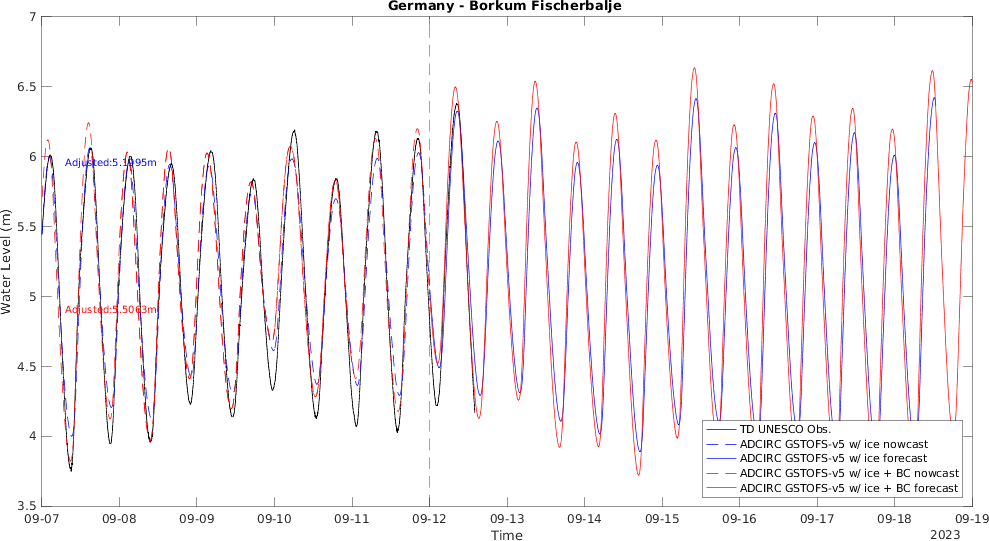 Germany - Borkum Fischerbalje
7
6.5
6
5.5
5
4.5
4
3.5
Water Level (m)
Adjusted:5.1995m
Adjusted:5.5063m
TD UNESCO Obs.
ADCIRC GSTOFS-v5 w/ ice nowcast
ADCIRC GSTOFS-v5 w/ ice forecast
ADCIRC GSTOFS-v5 w/ ice + BC nowcast
ADCIRC GSTOFS-v5 w/ ice + BC forecast
09-07 09-08 09-09 09-10 09-11 09-12 09-13 09-14 09-15 09-16 09-17 09-18 09-19
Time
2023